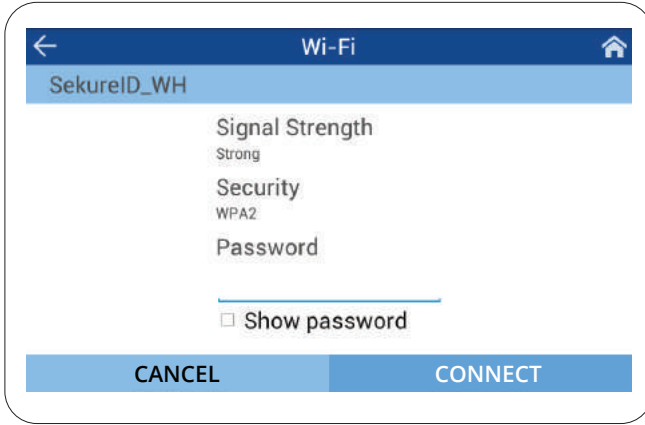 Wi-Fi
SekureID_WH
Signal Strength
Strong
Security
WPA2
Password
Show password
CANCEL CONNECT